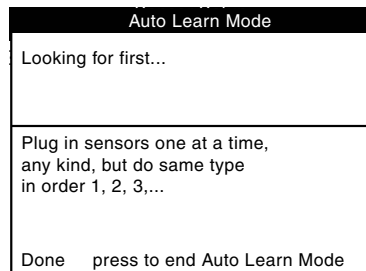 Auto Learn Mode
Looking for first...
Plug in sensors one at a time,
any kind, but do same type
in order 1, 2, 3,...
Done press to end Auto Learn Mode